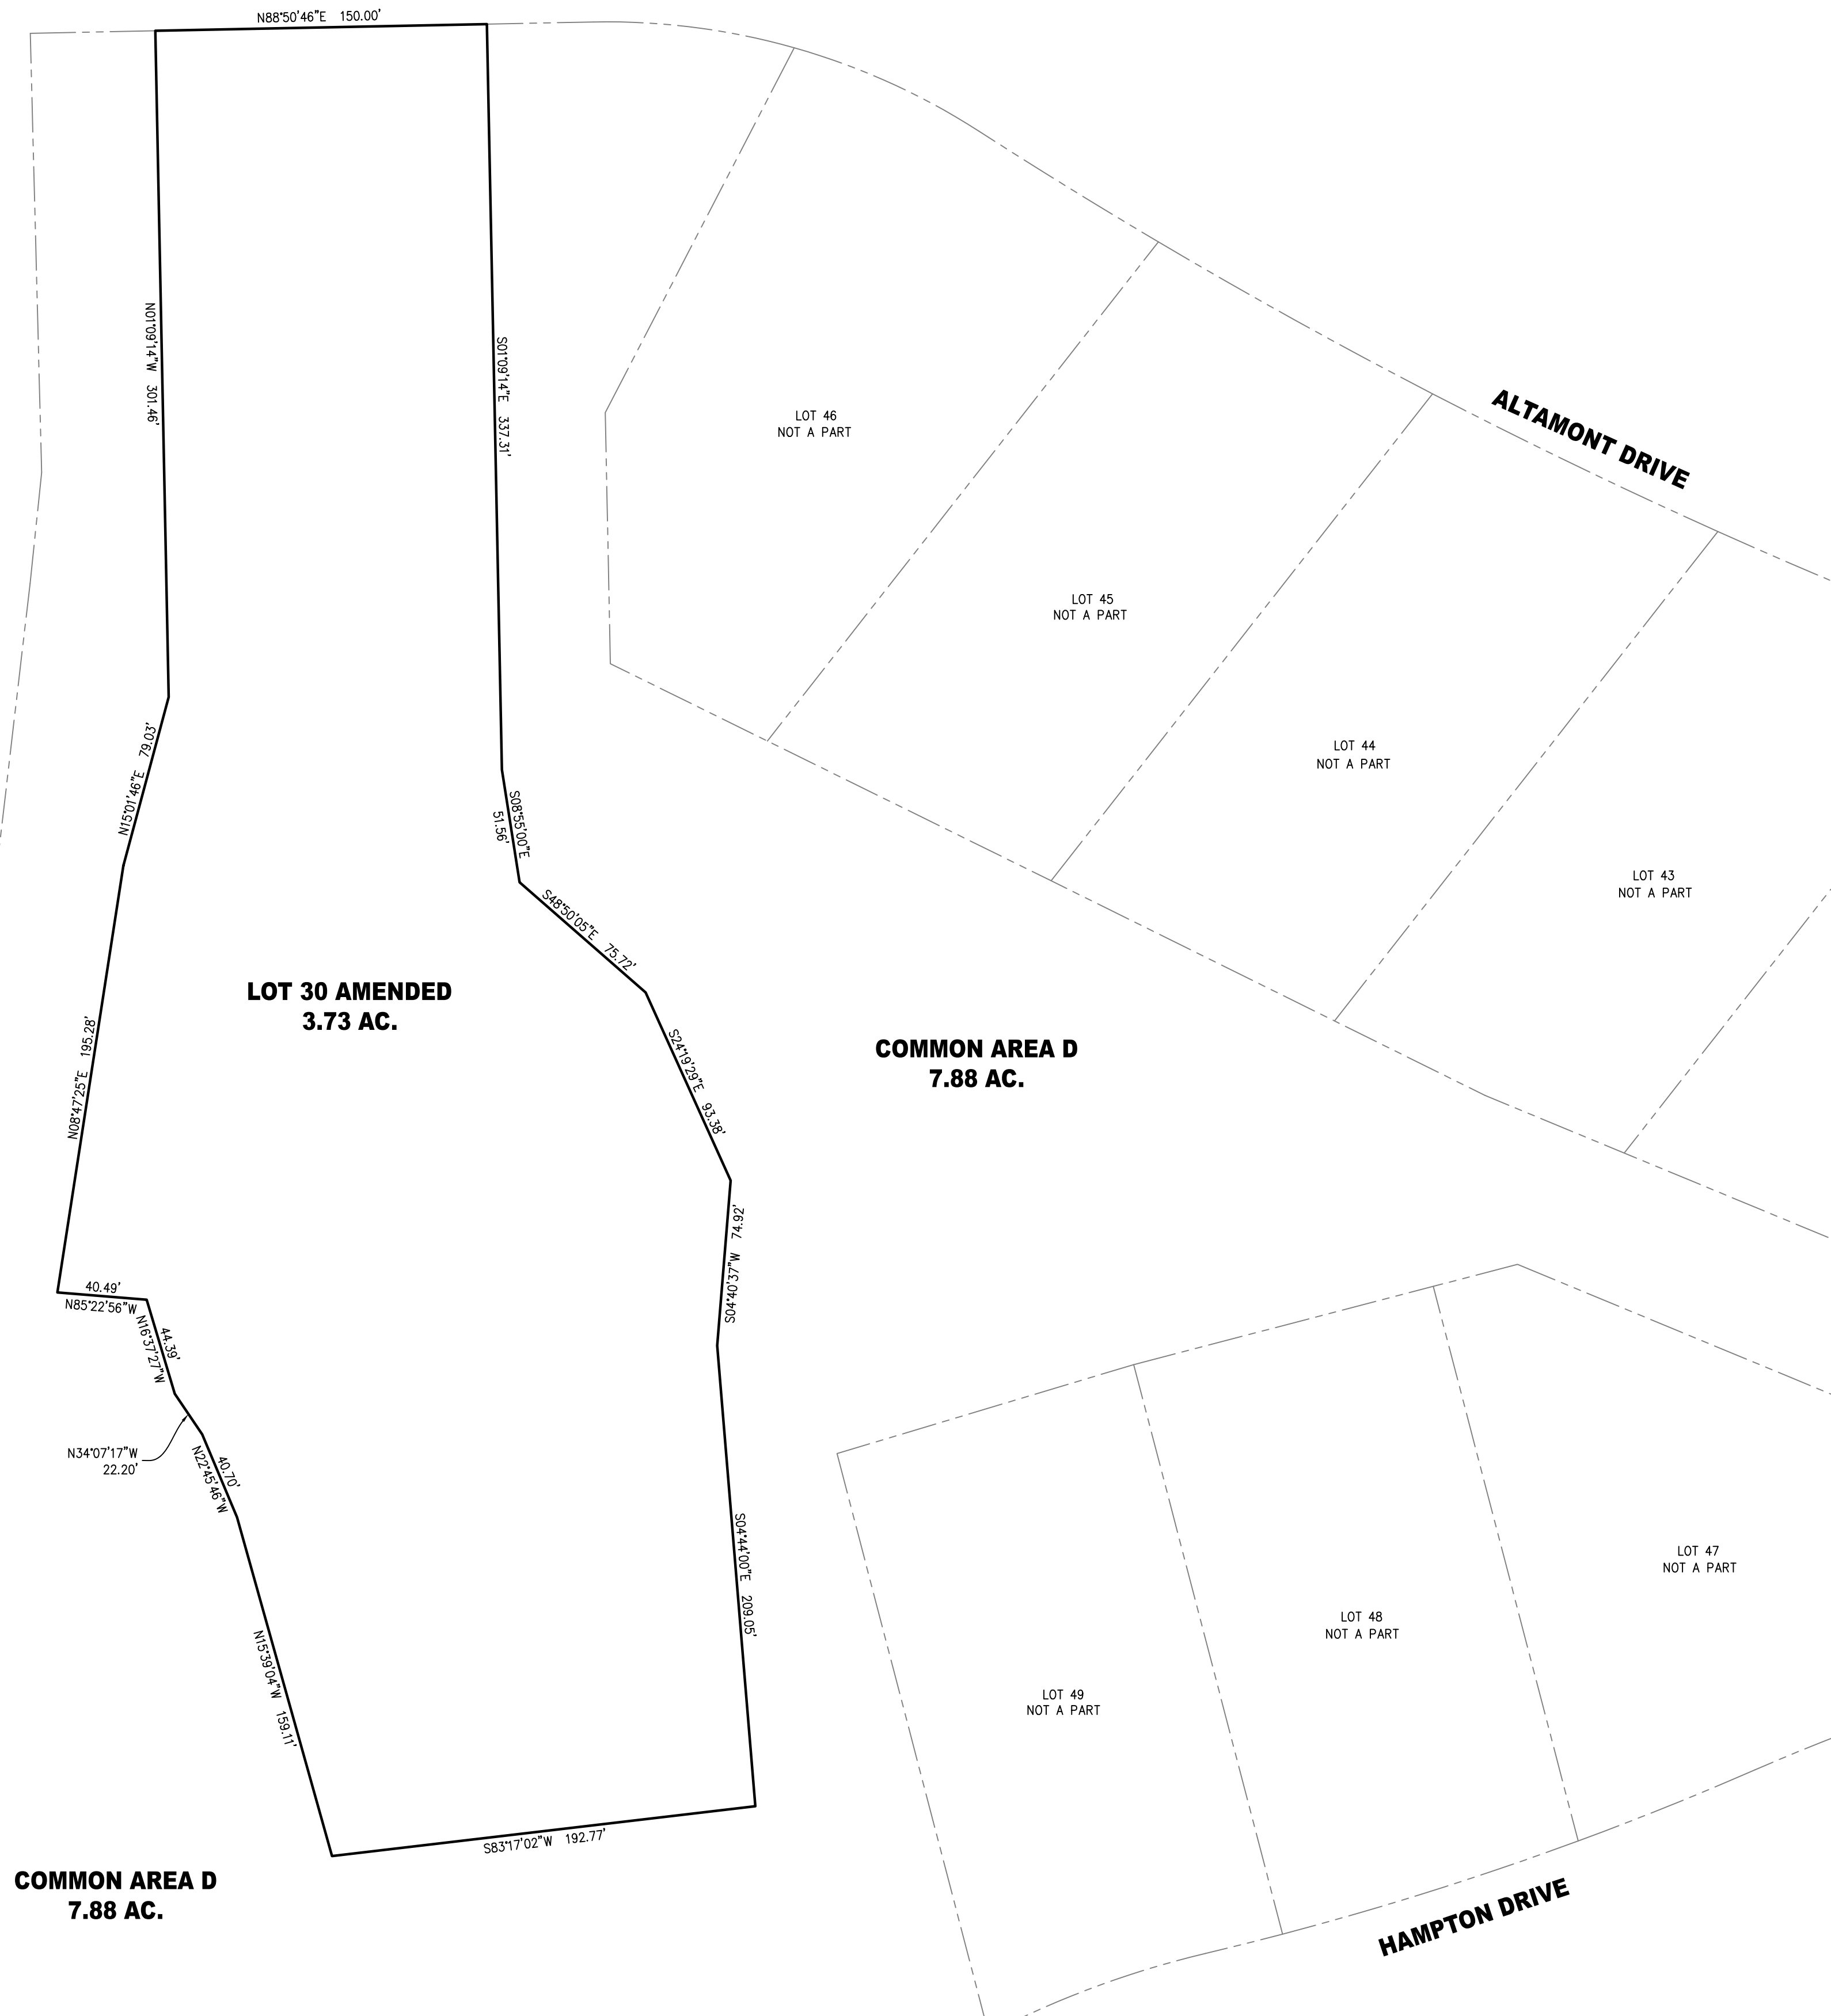 N88°50'46"E 150.00'
N01°09'14"W 301.46'
S01°09'14"E 337.31'
ALTAMONT DRIVE
LOT 46
NOT A PART
LOT 45
NOT A PART
LOT 44
NOT A PART
LOT 43
NOT A PART
N15°01'46"E 79.03'
S08°55'00"E
51.56'
S48°50'05"E 75.72'
LOT 30 AMENDED
3.73 AC.
N08°47'25"E 195.28'
S24°19'29"E 93.38'
COMMON AREA D
7.88 AC.
S04°40'37"W 74.92'
40.49'
N85°22'56"W
44.39'
N16°37'27"W
N34°07'17"W
22.20'
40.70'
N22°45'46"W
S04°44'00"E 209.05'
N15°39'04"W 159.11'
LOT 47
NOT A PART
LOT 48
NOT A PART
LOT 49
NOT A PART
S83°17'02"W 192.77'
COMMON AREA D
7.88 AC.
HAMPTON DRIVE